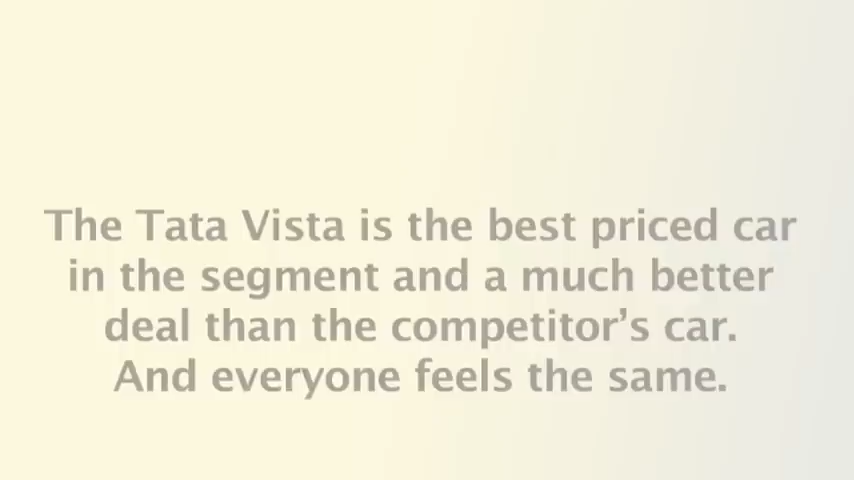 The Tata Vista is the best priced car
in the segment and a much better
deal than the competitor’s car.
And everyone feels the same.